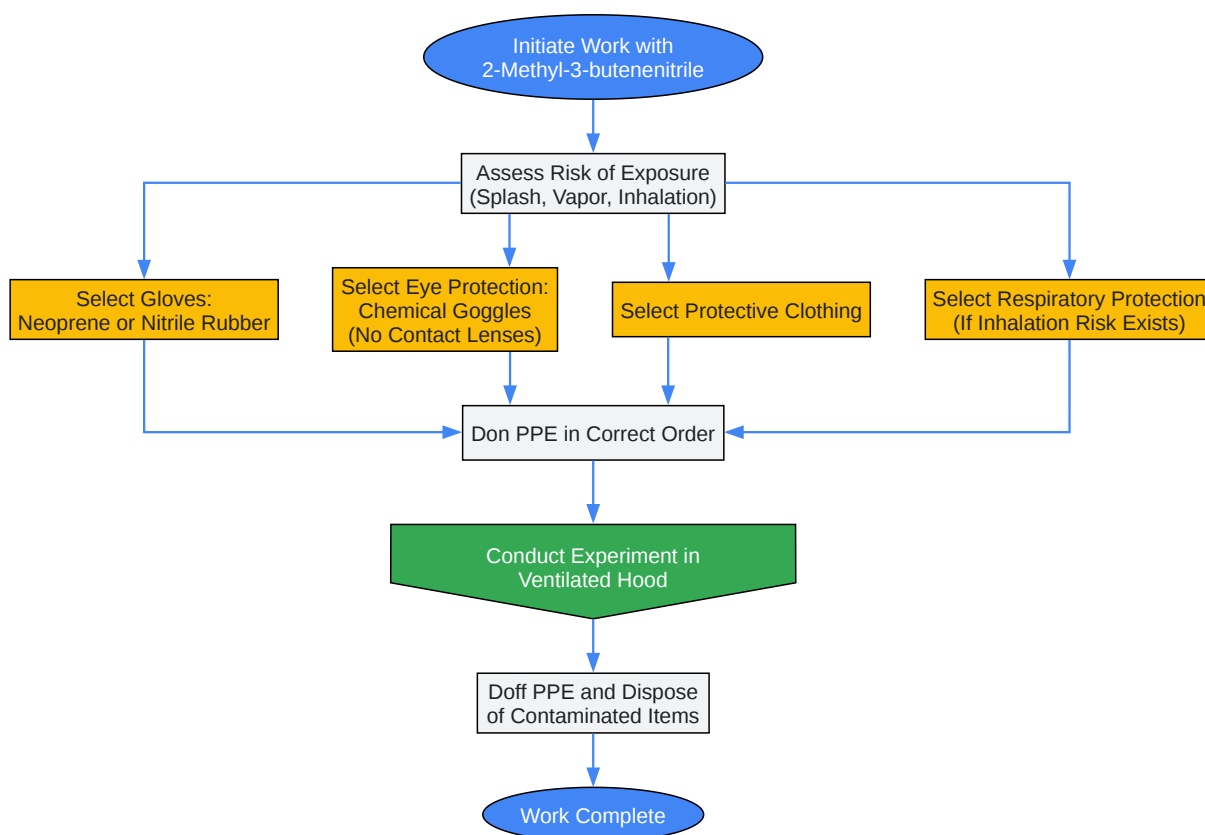 Initiate Work with
2-Methyl-3-butenenitrile
Assess Risk of Exposure
(Splash, Vapor, Inhalation)
Select Gloves:
Neoprene or Nitrile Rubber
Select Eye Protection:
Chemical Goggles
(No Contact Lenses)
Select Protective Clothing
Select Respiratory Protection
(If Inhalation Risk Exists)
Don PPE in Correct Order
Conduct Experiment in
Ventilated Hood
Doff PPE and Dispose
of Contaminated Items
Work Complete